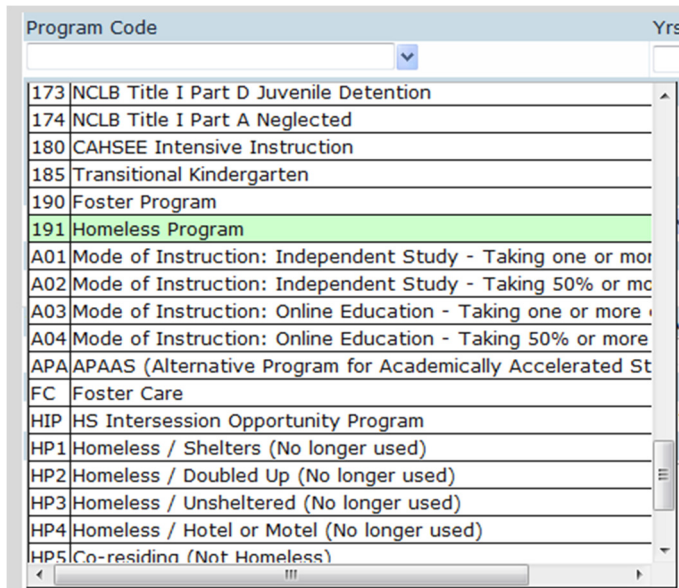 Program Code Yrs
173 NCLB Title I Part D Juvenile Detention
174 NCLB Title I Part A Neglected
180 CAHSEE Intensive Instruction
185 Transitional Kindergarten
190 Foster Program
191 Homeless Program
A01 Mode of Instruction: Independent Study - Taking one or mor
A02 Mode of Instruction: Independent Study - Taking 50% or mo
A03 Mode of Instruction: Online Education - Taking one or more
A04 Mode of Instruction: Online Education - Taking 50% or more
APA APAAS (Alternative Program for Academically Accelerated St
FC Foster Care
HIP HS Intersession Opportunity Program
HP1 Homeless / Shelters (No longer used)
HP2 Homeless / Doubled Up (No longer used)
HP3 Homeless / Unsheltered (No longer used)
HP4 Homeless / Hotel or Motel (No longer used)
HP5 Co-residing (Not Homeless)